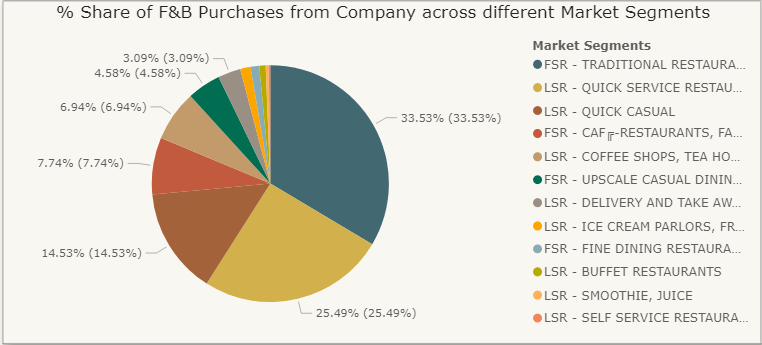 % Share of F&B Purchases from Company across different Market Segments
3.09% (3.09%)
4.58% (4.58%)
6.94% (6.94%)
7.74% (7.74%)
14.53% (14.53%)
33.53% (33.53%)
25.49% (25.49%)
Market Segments
FSR - TRADITIONAL RESTAURA...
LSR - QUICK SERVICE RESTAU...
LSR - QUICK CASUAL
FSR - CAF╔-RESTAURANTS, FA...
LSR - COFFEE SHOPS, TEA HO...
FSR - UPSCALE CASUAL DININ...
LSR - DELIVERY AND TAKE AW...
LSR - ICE CREAM PARLORS, FR...
FSR - FINE DINING RESTAURA...
LSR - BUFFET RESTAURANTS
LSR - SMOOTHIE, JUICE
LSR - SELF SERVICE RESTAURA...